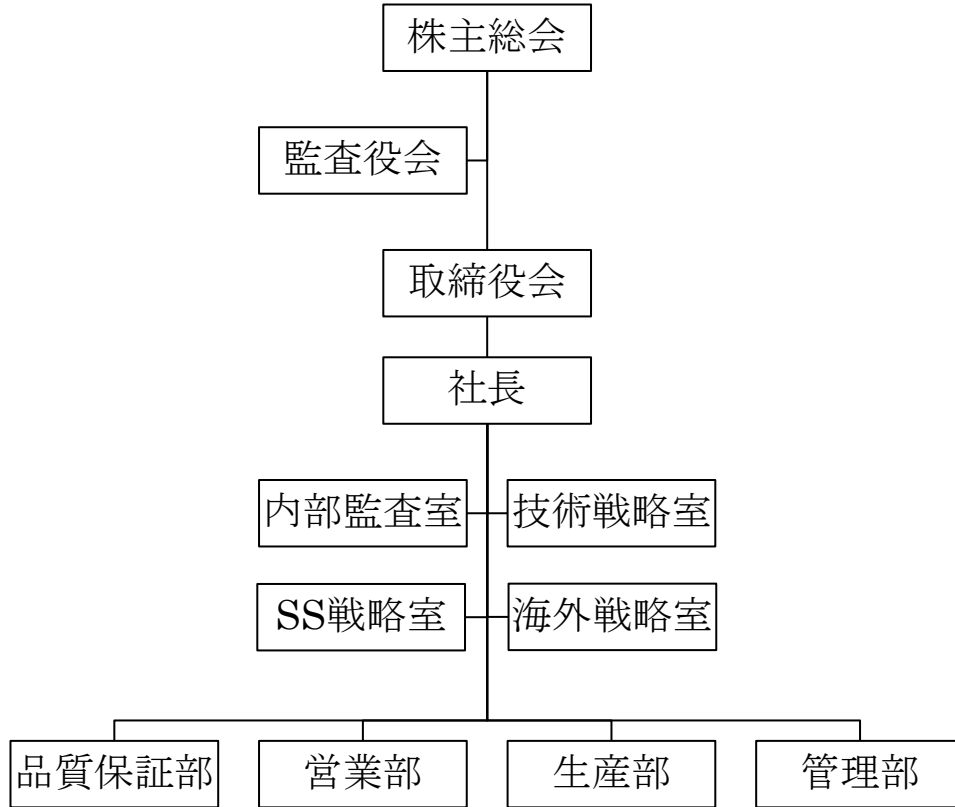 株主総会
監査役会
取締役会
社長
内部監査室
技術戦略室
SS戦略室
海外戦略室
品質保証部
営業部
生産部
管理部